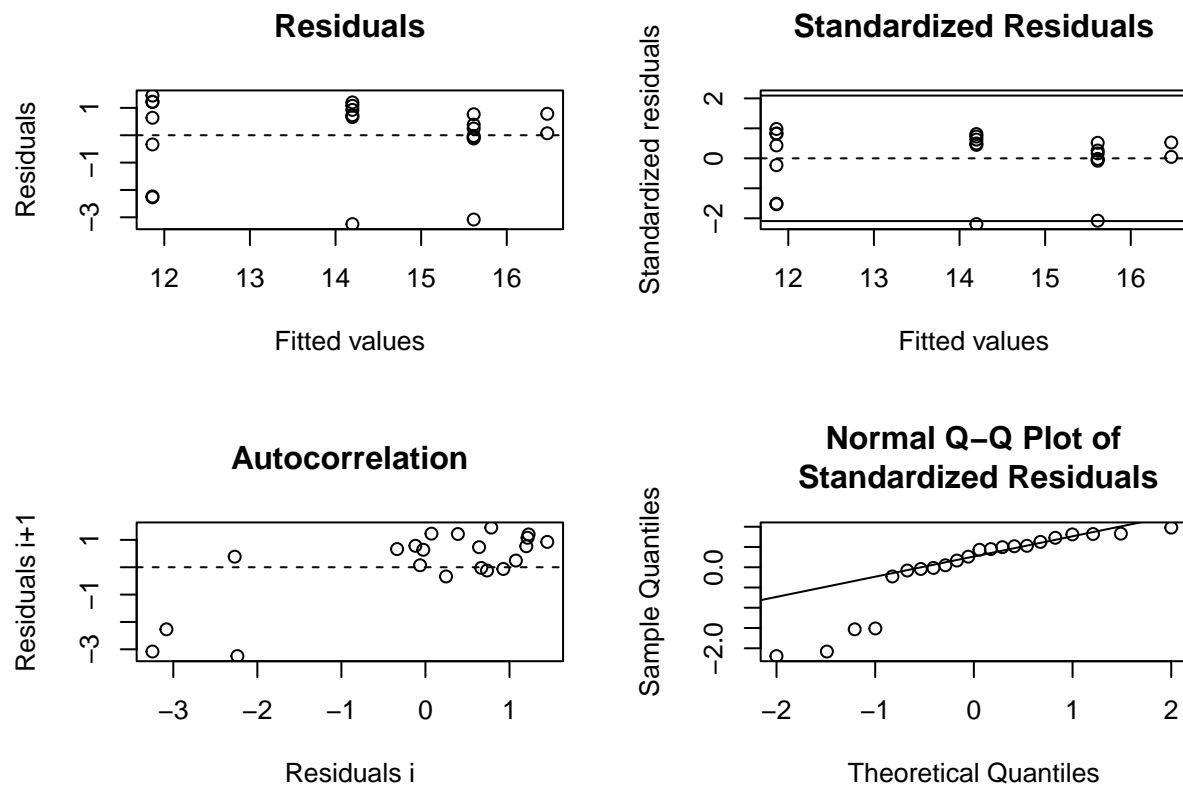 Residuals
Residuals
1
−1
−3
12 13 14 15 16
Fitted values
Standardized Residuals
Standardized residuals
2
0
−2
12 13 14 15 16
Fitted values
Autocorrelation
Residuals i+1
1
−1
−3
−3 −2 −1 0 1
Residuals i
Normal Q−Q Plot of
Standardized Residuals
Sample Quantiles
0.0
−2.0
−2 −1 0 1 2
Theoretical Quantiles